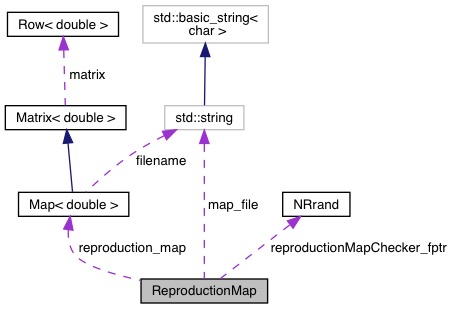 Row< double >
std::basic_string<
char >
matrix
Matrix< double >
std::string
filename
Map< double >
map_file
NRrand
reproduction_map
reproductionMapChecker_fptr
ReproductionMap